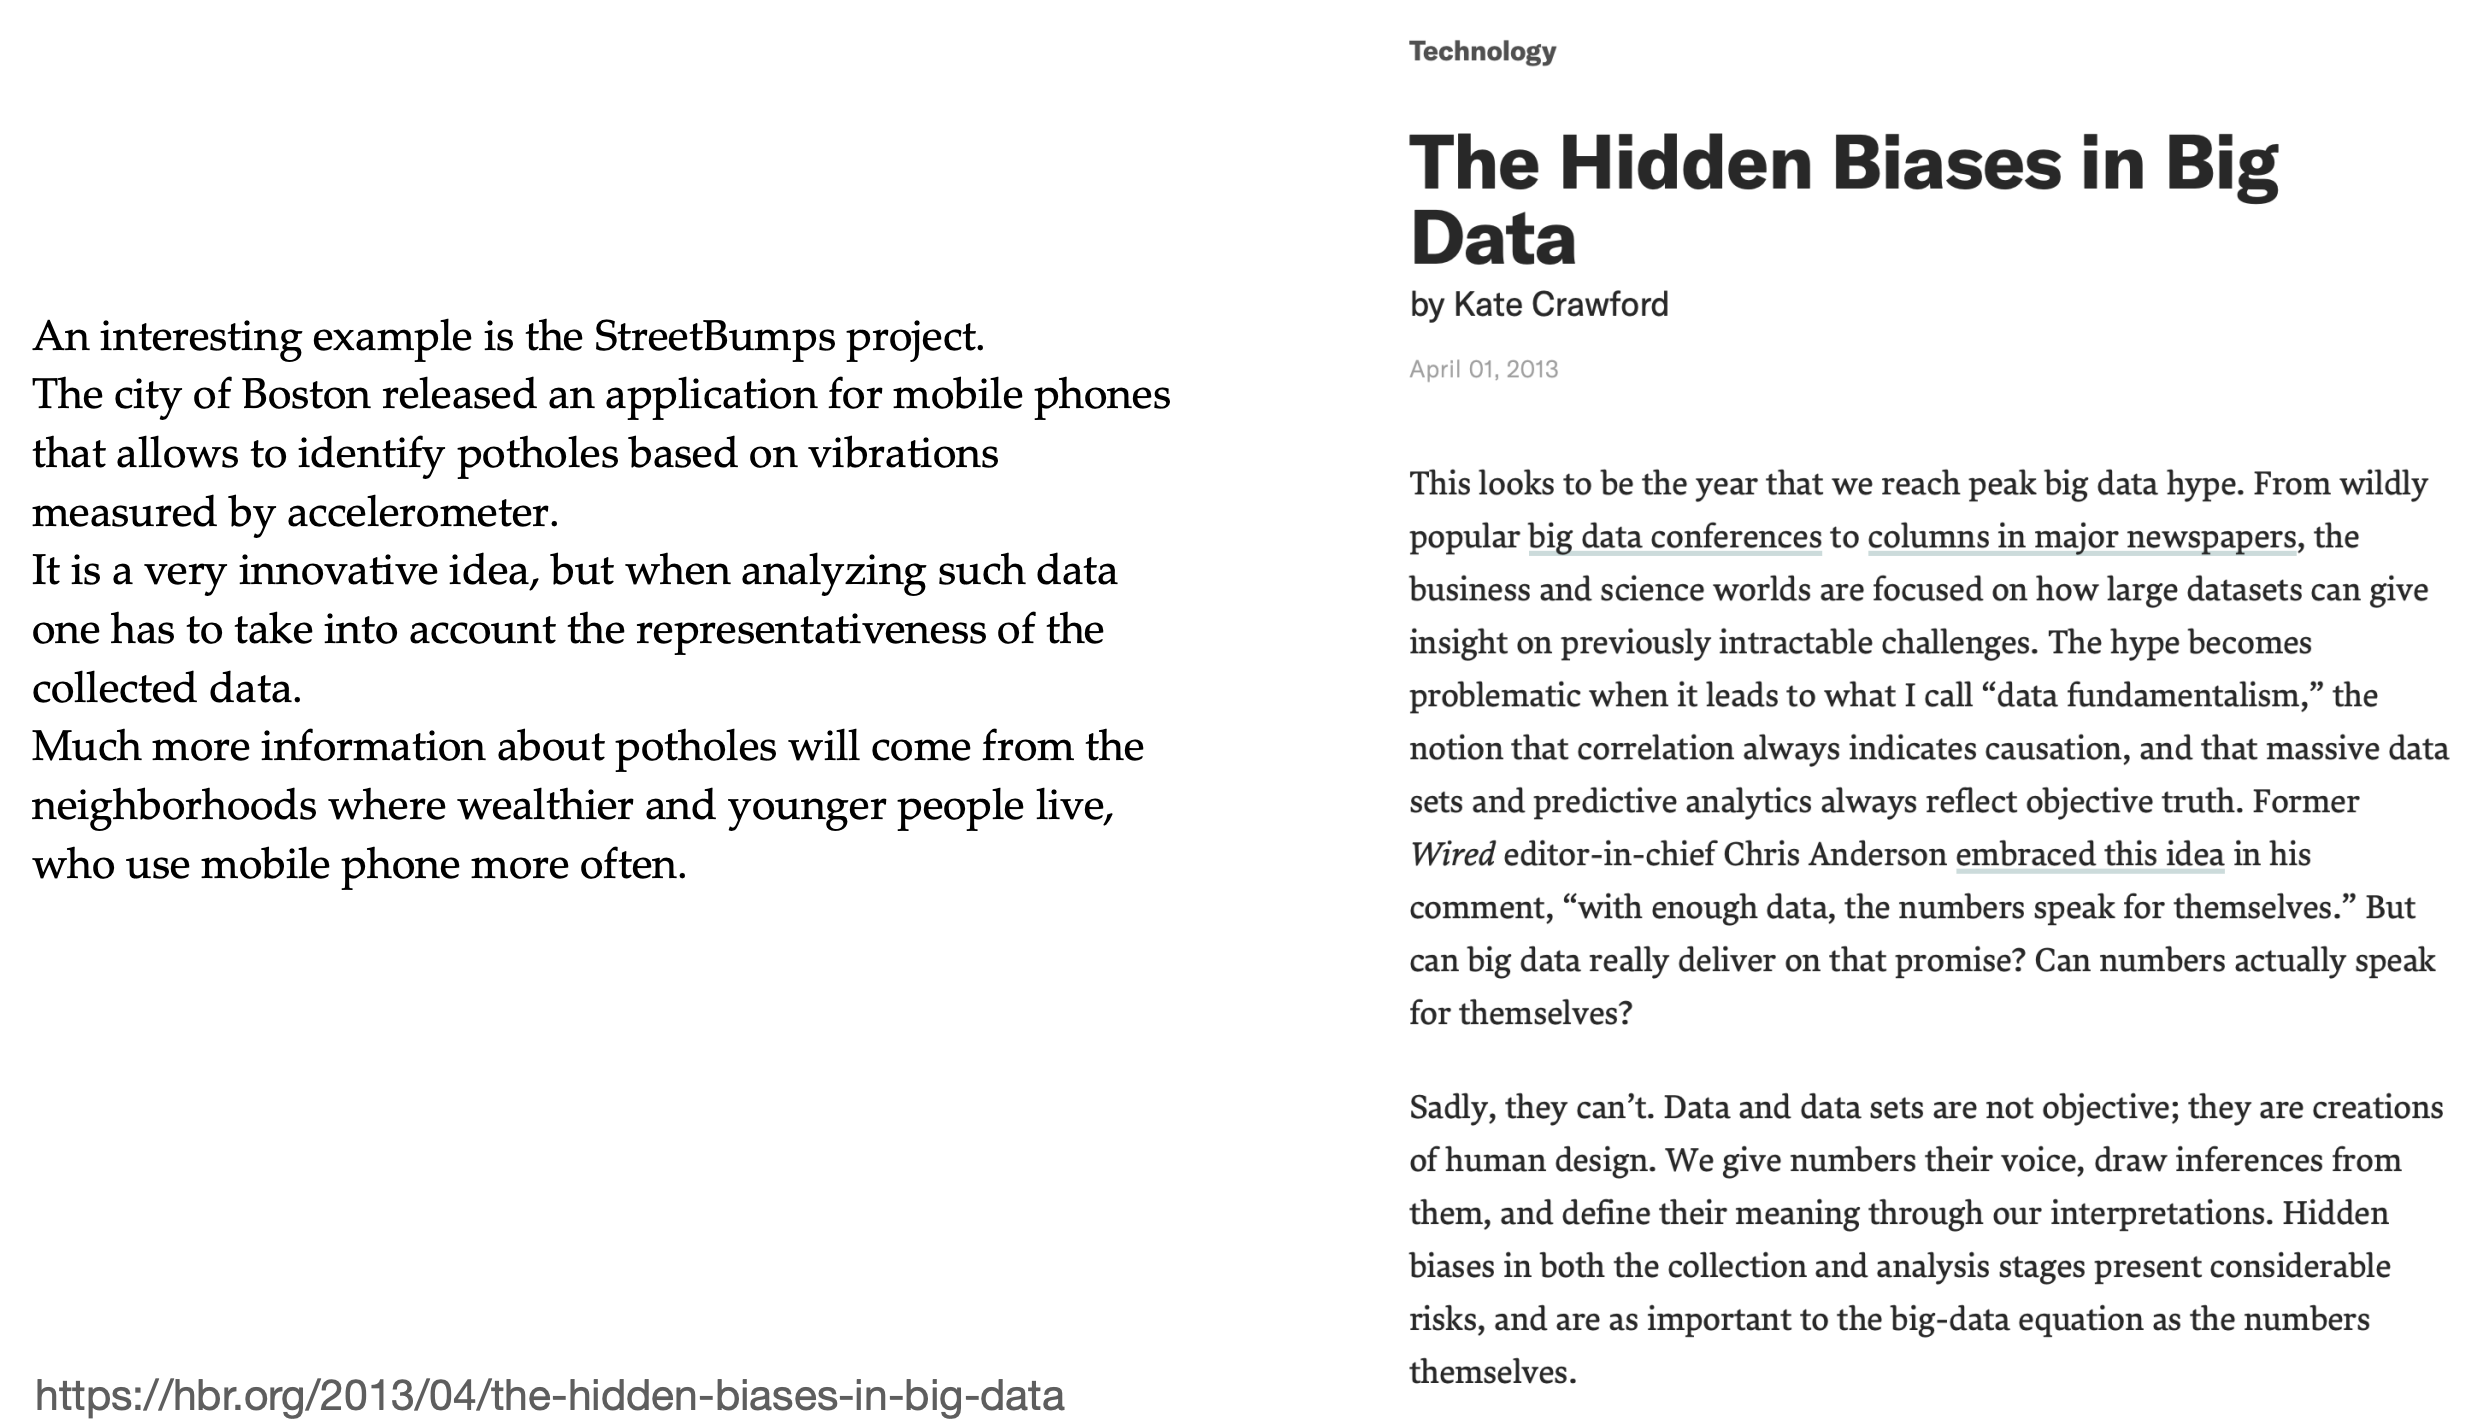 An interesting example is the StreetBumps project.
The city of Boston released an application for mobile phones
that allows to identify potholes based on vibrations
measured by accelerometer.
It is a very innovative idea, but when analyzing such data
one has to take into account the representativeness of the
collected data.
Much more information about potholes will come from the
neighborhoods where wealthier and younger people live,
who use mobile phone more often.
https://hbr.org/2013/04/the-hidden-biases-in-big-data
Technology
The Hidden Biases in Big
Data
by Kate Crawford
April 01, 2013
This looks to be the year that we reach peak big data hype. From wildly
popular big data conferences to columns in major newspapers, the
business and science worlds are focused on how large datasets can give
insight on previously intractable challenges. The hype becomes
problematic when it leads to what I call “data fundamentalism,” the
notion that correlation always indicates causation, and that massive data
sets and predictive analytics always reflect objective truth. Former
Wired editor-in-chief Chris Anderson embraced this idea in his
comment, “with enough data, the numbers speak for themselves.” But
can big data really deliver on that promise? Can numbers actually speak
for themselves?
Sadly, they can’t. Data and data sets are not objective; they are creations
of human design. We give numbers their voice, draw inferences from
them, and define their meaning through our interpretations. Hidden
biases in both the collection and analysis stages present considerable
risks, and are as important to the big-data equation as the numbers
themselves.